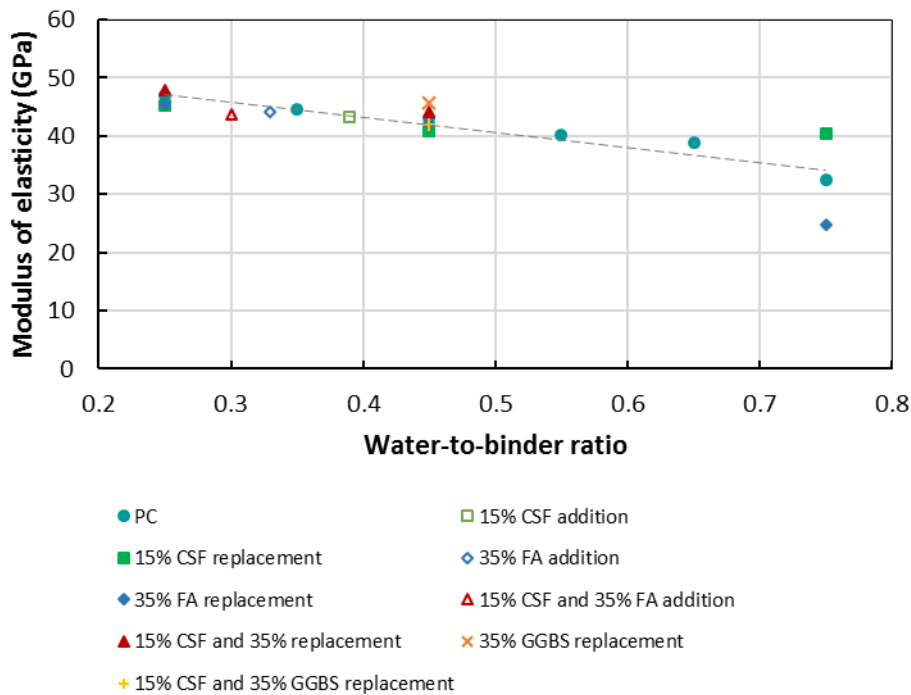 60
50
40
30
20
10
0
Modulus of elasticity (GPa)
0.2 0.3 0.4 0.5 0.6 0.7 0.8
Water-to-binder ratio
PC 15% CSF addition
15% CSF replacement 35% FA addition
35% FA replacement 15% CSF and 35% FA addition
15% CSF and 35% replacement 35% GGBS replacement
15% CSF and 35% GGBS replacement